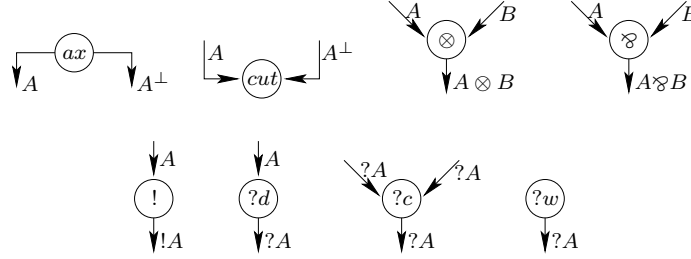 A B A B
ax A A⊥ ⊗ ⅋
A A⊥ cut A ⊗ B A⅋B
A A ?A ?A
! ?d ?c ?w
!A ?A ?A ?A